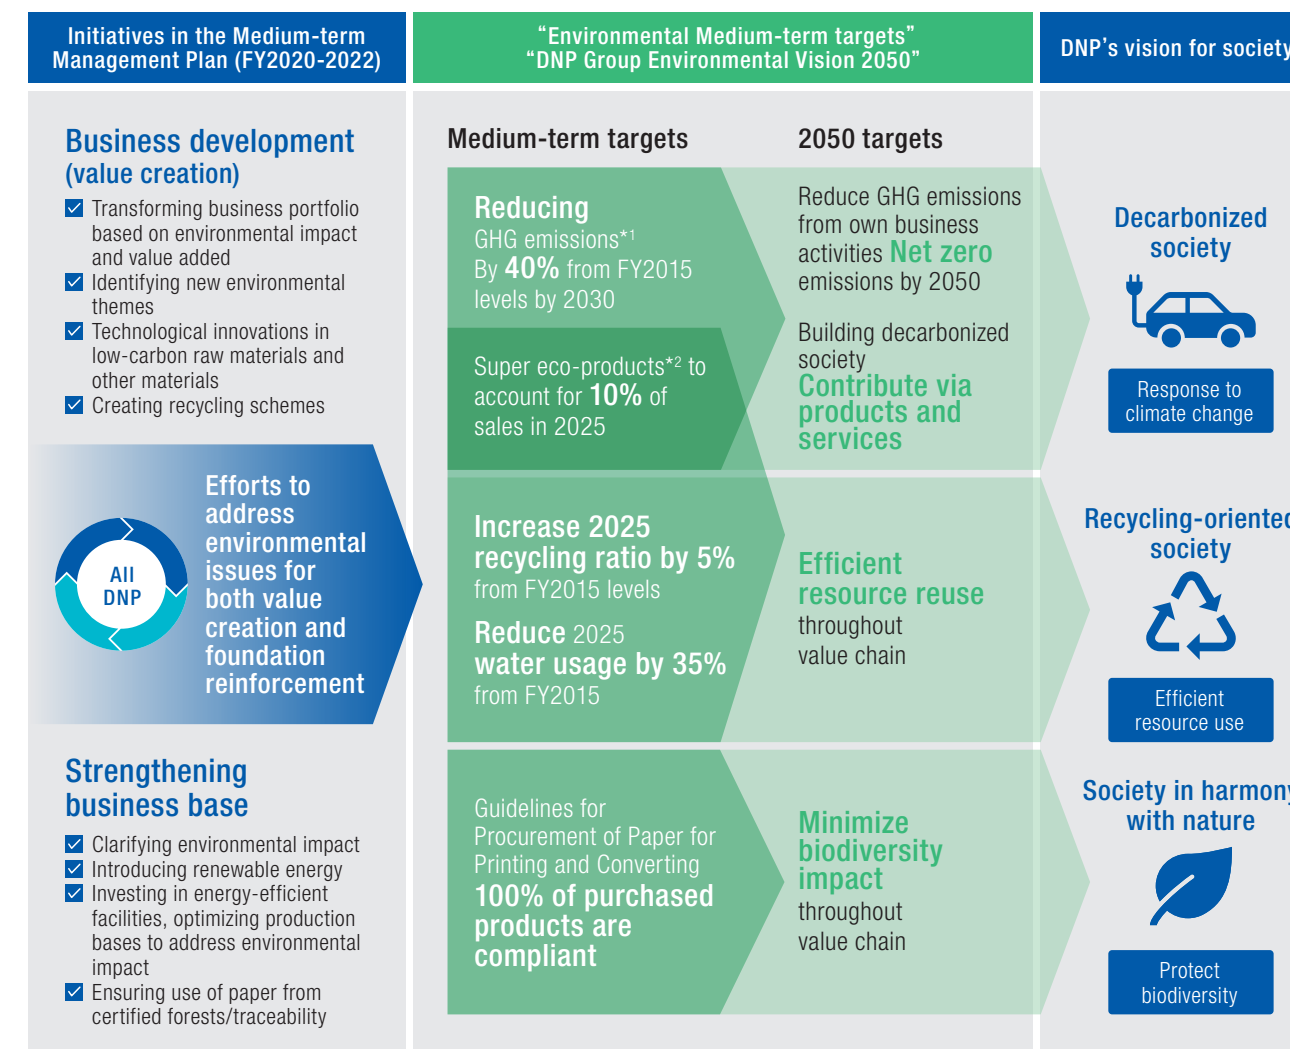 Initiatives in the Medium-term
Management Plan (FY2020-2022)
“Environmental Medium-term targets”
“DNP Group Environmental Vision 2050”
DNP’s vision for society
Business development
(value creation)
Transforming business portfolio
based on environmental impact
and value added
Identifying new environmental
themes
Technological innovations in
low-carbon raw materials and
other materials
Creating recycling schemes
All
DNP
Efforts to
address
environmental
issues for
both value
creation and
foundation
reinforcement
Strengthening
business base
Clarifying environmental impact
Introducing renewable energy
Investing in energy-efficient
facilities, optimizing production
bases to address environmental
impact
Ensuring use of paper from
certified forests/traceability
Medium-term targets
Reducing
GHG emissions*1
By 40% from FY2015
levels by 2030
Super eco-products*2 to
account for 10% of
sales in 2025
Increase 2025
recycling ratio by 5%
from FY2015 levels
Reduce 2025
water usage by 35%
from FY2015
Guidelines for
Procurement of Paper for
Printing and Converting
100% of purchased
products are
compliant
2050 targets
Reduce GHG emissions
from own business
activities Net zero
emissions by 2050
Building decarbonized
society
Contribute via
products and
services
Efficient
resource reuse
throughout
value chain
Minimize
biodiversity
impact
throughout
value chain
Decarbonized
society
Response to
climate change
Recycling-oriented
society
Efficient
resource use
Society in harmony
with nature
Protect
biodiversity